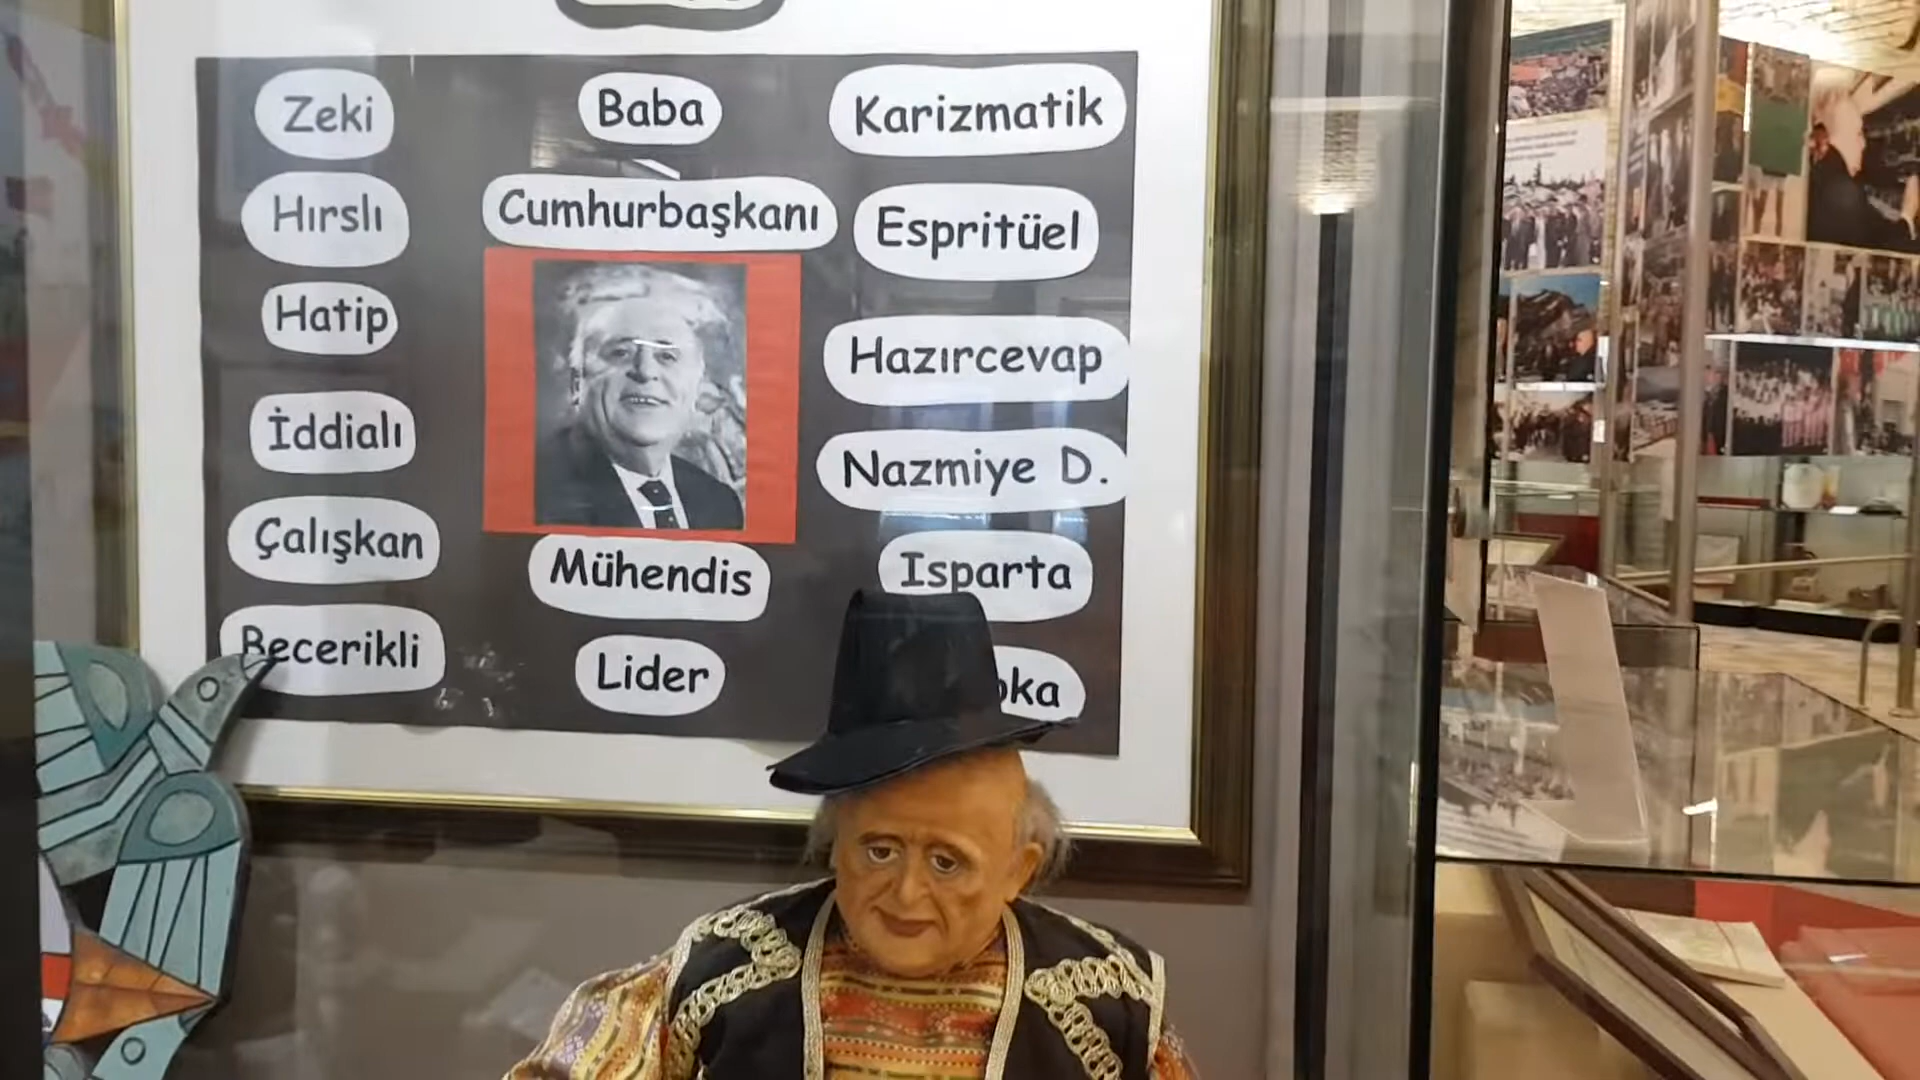 Zeki
Hırslı
Hatip
İddialı
Çalışkan
Becerikli
Baba
Cumhurbaşkanı
Mühendis
Lider
Karizmatik
Espritüel
Hazırcevap
Nazmiye D.
Isparta